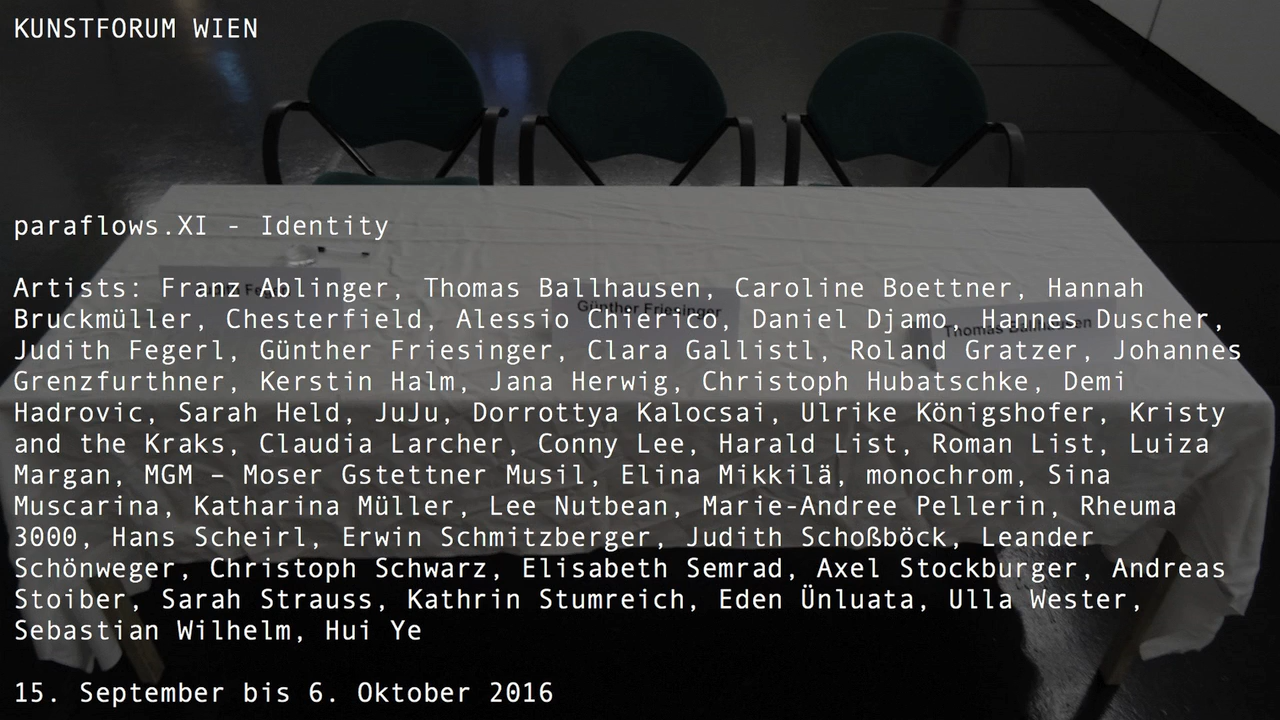 KUNSTFORUM WIEN
paraflows.XI - Identity
Artists: Franz Ablinger, Thomas Ballhausen, Caroline Boettner, Hannah
Bruckmüller, Chesterfield, Alessio Chierico, Daniel Djamo, Hannes Duscher,
Judith Fegerl, Günther Friesinger, Clara Gallistl, Roland Gratzer, Johannes
Grenzfurthner, Kerstin Halm, Jana Herwig, Christoph Hubatschke, Demi
Hadrovic, Sarah Held, JuJu, Dorrottya Kalocsai, Ulrike Königshofer, Kristy
and the Kraks, Claudia Larcher, Conny Lee, Harald List, Roman List, Luiza
Margan, MGM – Moser Gstettner Musil, Elina Mikkilä, monochrom, Sina
Muscarina, Katharina Müller, Lee Nutbean, Marie-Andree Pellerin, Rheuma
3000, Hans Scheirl, Erwin Schmitzberger, Judith Schoßböck, Leander
Schönweger, Christoph Schwarz, Elisabeth Semrad, Axel Stockburger, Andreas
Stoiber, Sarah Strauss, Kathrin Stumreich, Eden Ünluata, Ulla Wester,
Sebastian Wilhelm, Hui Ye
15. September bis 6. Oktober 2016
Günther Friesinger
Thomas Ballhausen